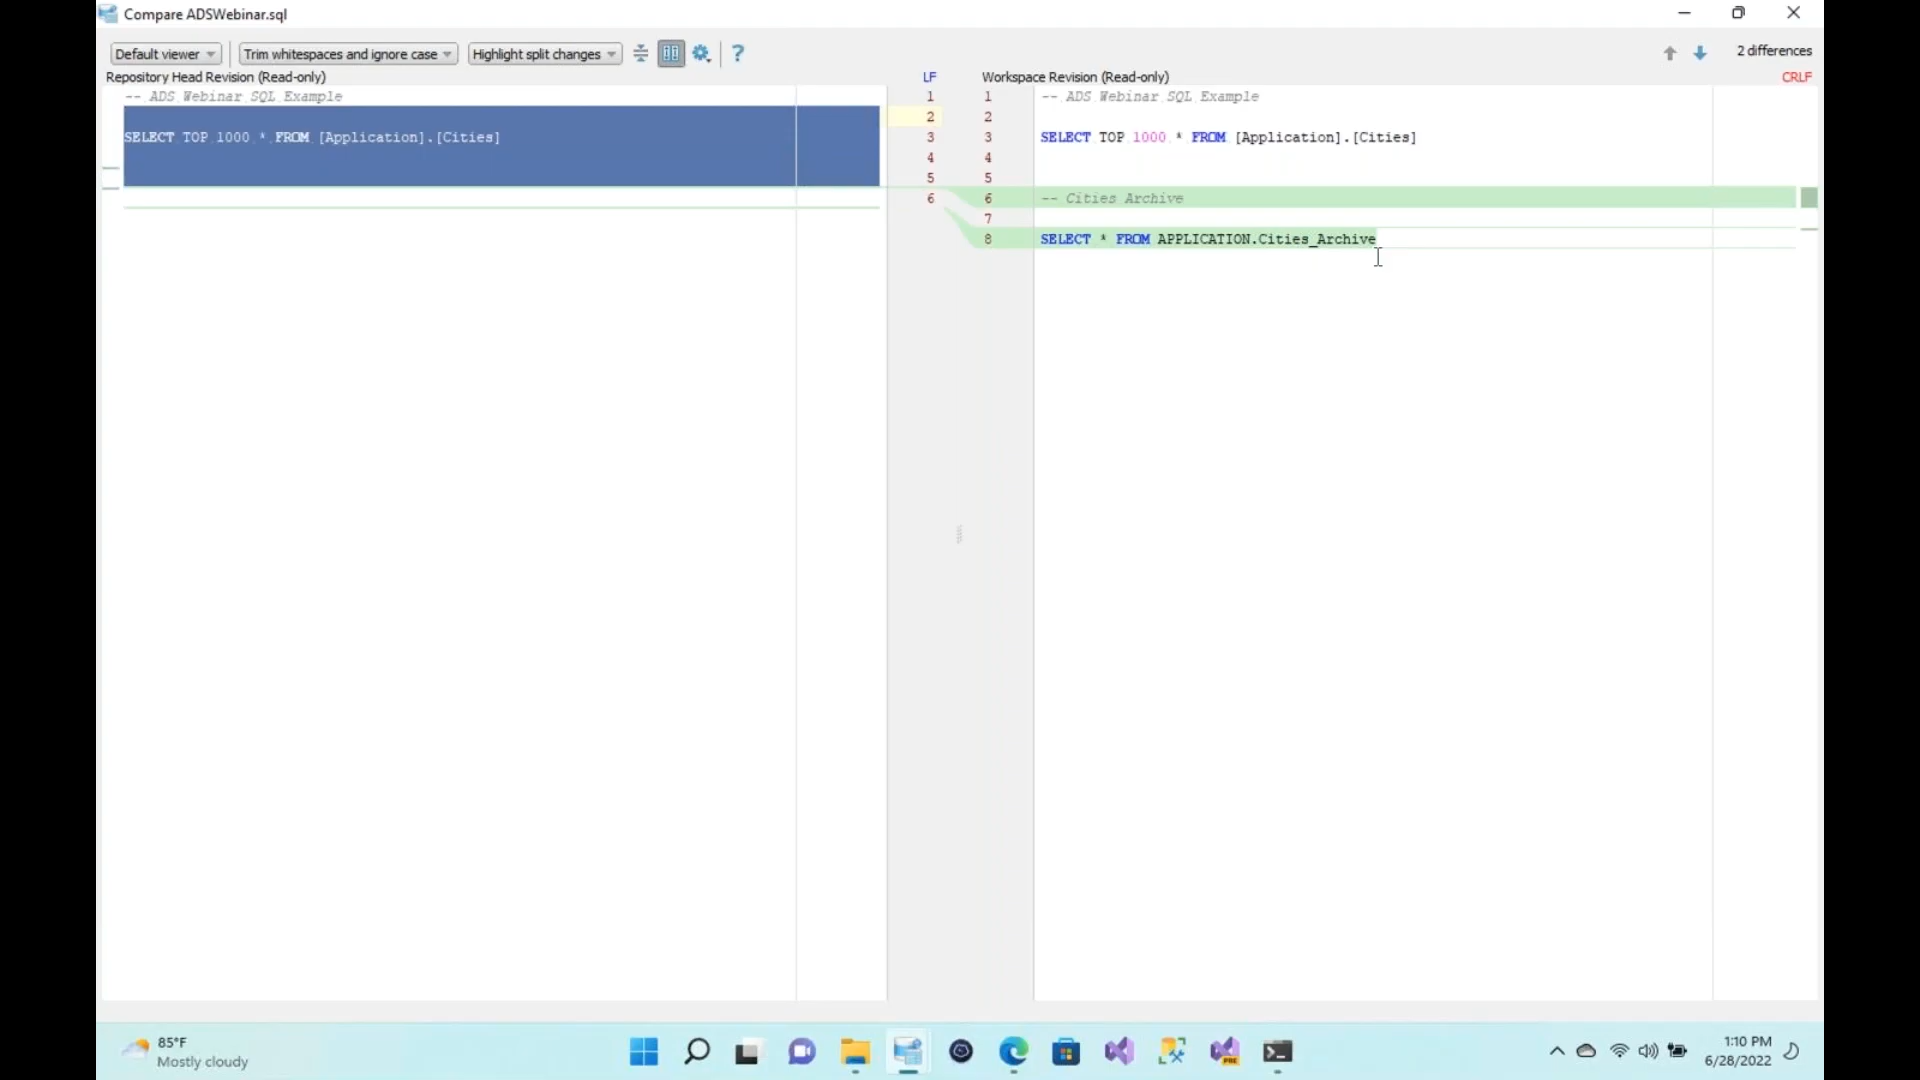 Compare ADSWebinar.sql
Default viewer
Trim whitespaces and ignore case
Highlight split changes
?
2 differences
Repository Head Revision (Read-only)
LF
Workspace Revision (Read-only)
CRLF
-- ADS Webinar SQL Example
SELECT TOP 1000 * FROM [Application].[Cities]
1
2
3
4
5
6
1
2
3
4
5
6
7
8
-- ADS Webinar SQL Example
SELECT TOP 1000 * FROM [Application].[Cities]
-- Cities Archive
SELECT * FROM APPLICATION.Cities_Archive
85°F
Mostly cloudy
PRE
1:10 PM
6/28/2022